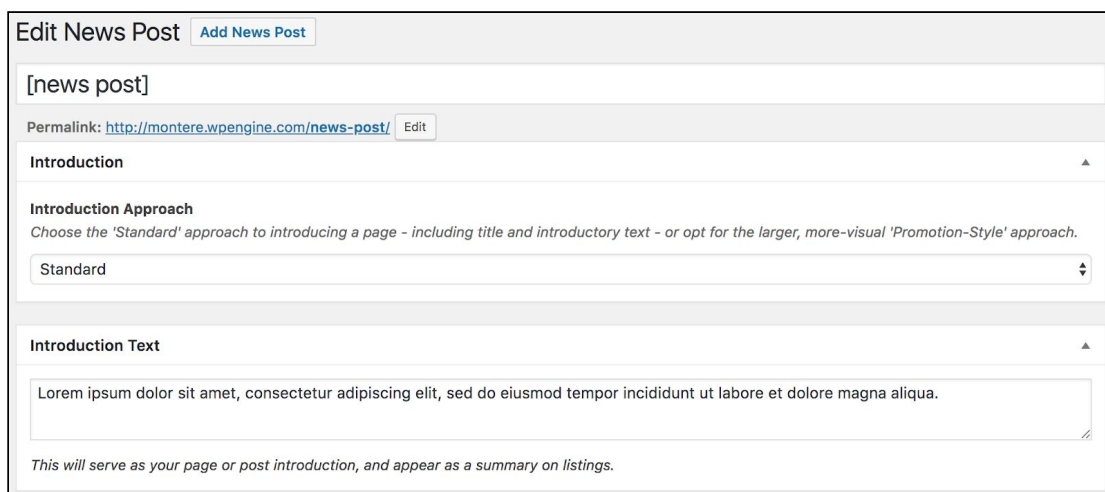 Edit News Post Add News Post
[news post]
Permalink: http://montere.wpengine.com/news-post/ Edit
Introduction
Introduction Approach
Choose the 'Standard' approach to introducing a page - including title and introductory text - or opt for the larger, more-visual 'Promotion-Style' approach.
Standard
Introduction Text
Lorem ipsum dolor sit amet, consectetur adipiscing elit, sed do eiusmod tempor incididunt ut labore et dolore magna aliqua.
This will serve as your page or post introduction, and appear as a summary on listings.